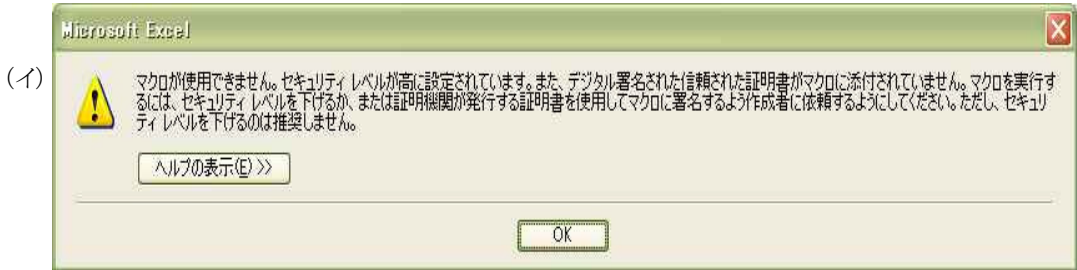 Microsoft Excel
(イ)
マクロが使用できません。セキュリティ レベルが高に設定されています。また、デジタル署名された信頼された証明書がマクロに添付されていません。マクロを実行す
るには、セキュリティ レベルを下げるか、または証明機関が発行する証明書を使用してマクロに署名するよう作成者に依頼するようにしてください。ただし、セキュリ
ティ レベルを下げるのは推奨しません。
ヘルプの表示(E) >>
OK